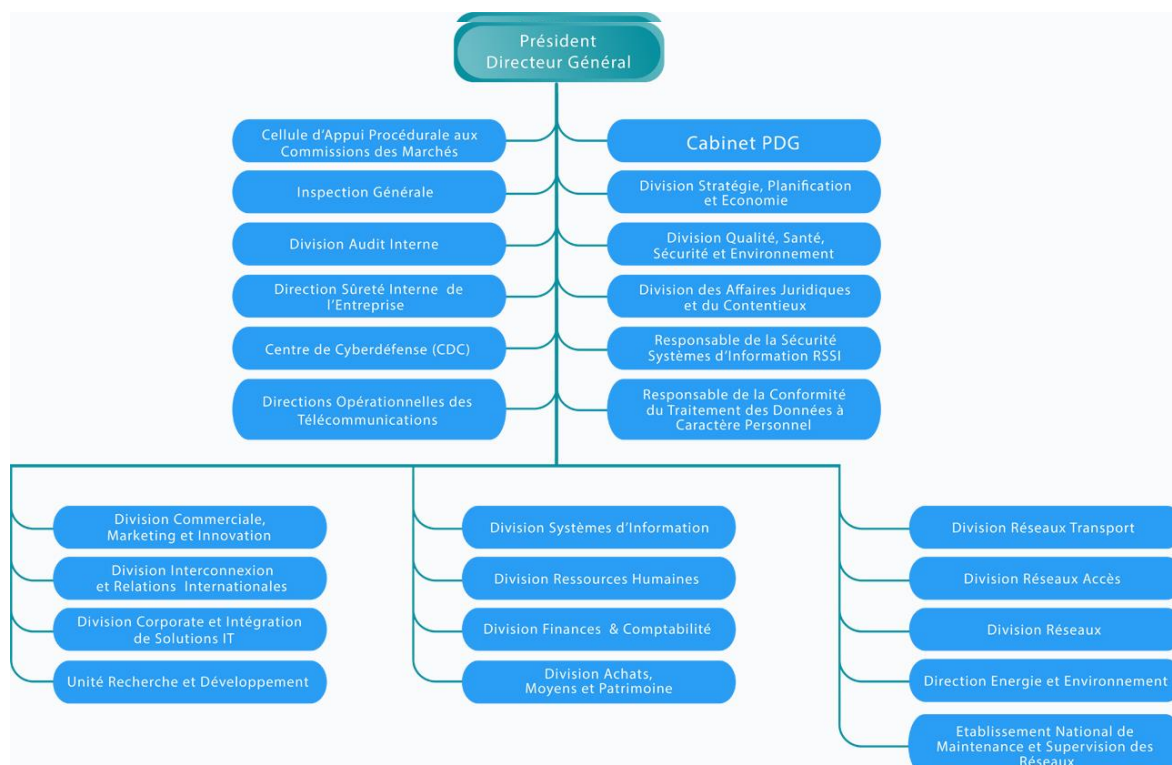 Président
Directeur Général
Cellule d'Appui Procédurale aux
Commissions des Marchés
Cabinet PDG
Inspection Générale
Division Stratégie, Planification
et Economie
Division Audit Interne
Division Qualité, Santé,
Sécurité et Environnement
Direction Sûreté Interne de
l'Entreprise
Division des Affaires Juridiques
et du Contentieux
Centre de Cyberdéfense (CDC)
Responsable de la Sécurité
Systèmes d'Information RSSI
Directions Opérationnelles des
Télécommunications
Responsable de la Conformité
du Traitement des Données à
Caractère Personnel
Division Commerciale,
Marketing et Innovation
Division Interconnexion
et Relations Internationales
Division Corporate et Intégration
de Solutions IT
Unité Recherche et Développement
Division Systèmes d'Information
Division Ressources Humaines
Division Finances & Comptabilité
Division Achats,
Moyens et Patrimoine
Division Réseaux Transport
Division Réseaux Accès
Division Réseaux
Direction Energie et Environnement
Etablissement National de
Maintenance et Supervision des
Réseaux